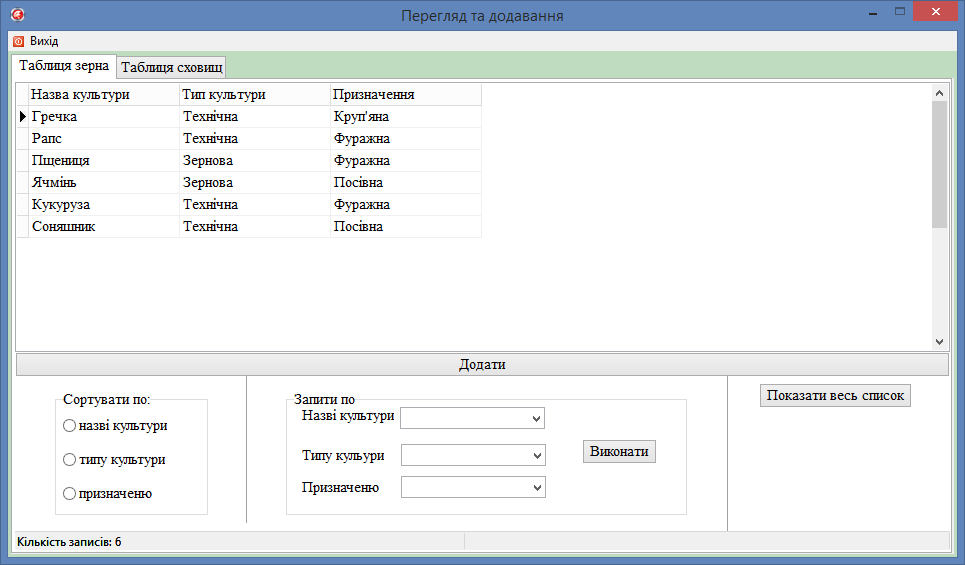 Перегляд та додавання
Вихід
Таблиця зерна Таблиця сховищ
Назва культури Тип культури Призначення
Гречка Технічна Круп'яна
Рапс Технічна Фуражна
Пщениця Зернова Фуражна
Ячмінь Зернова Посівна
Кукуруза Технічна Фуражна
Соняшник Технічна Посівна
Додати
Сортувати по:
назві культури
типу культури
призначеню
Запити по
Назві культури
Типу кульури
Призначеню
Виконати
Показати весь список
Кількість записів: 6